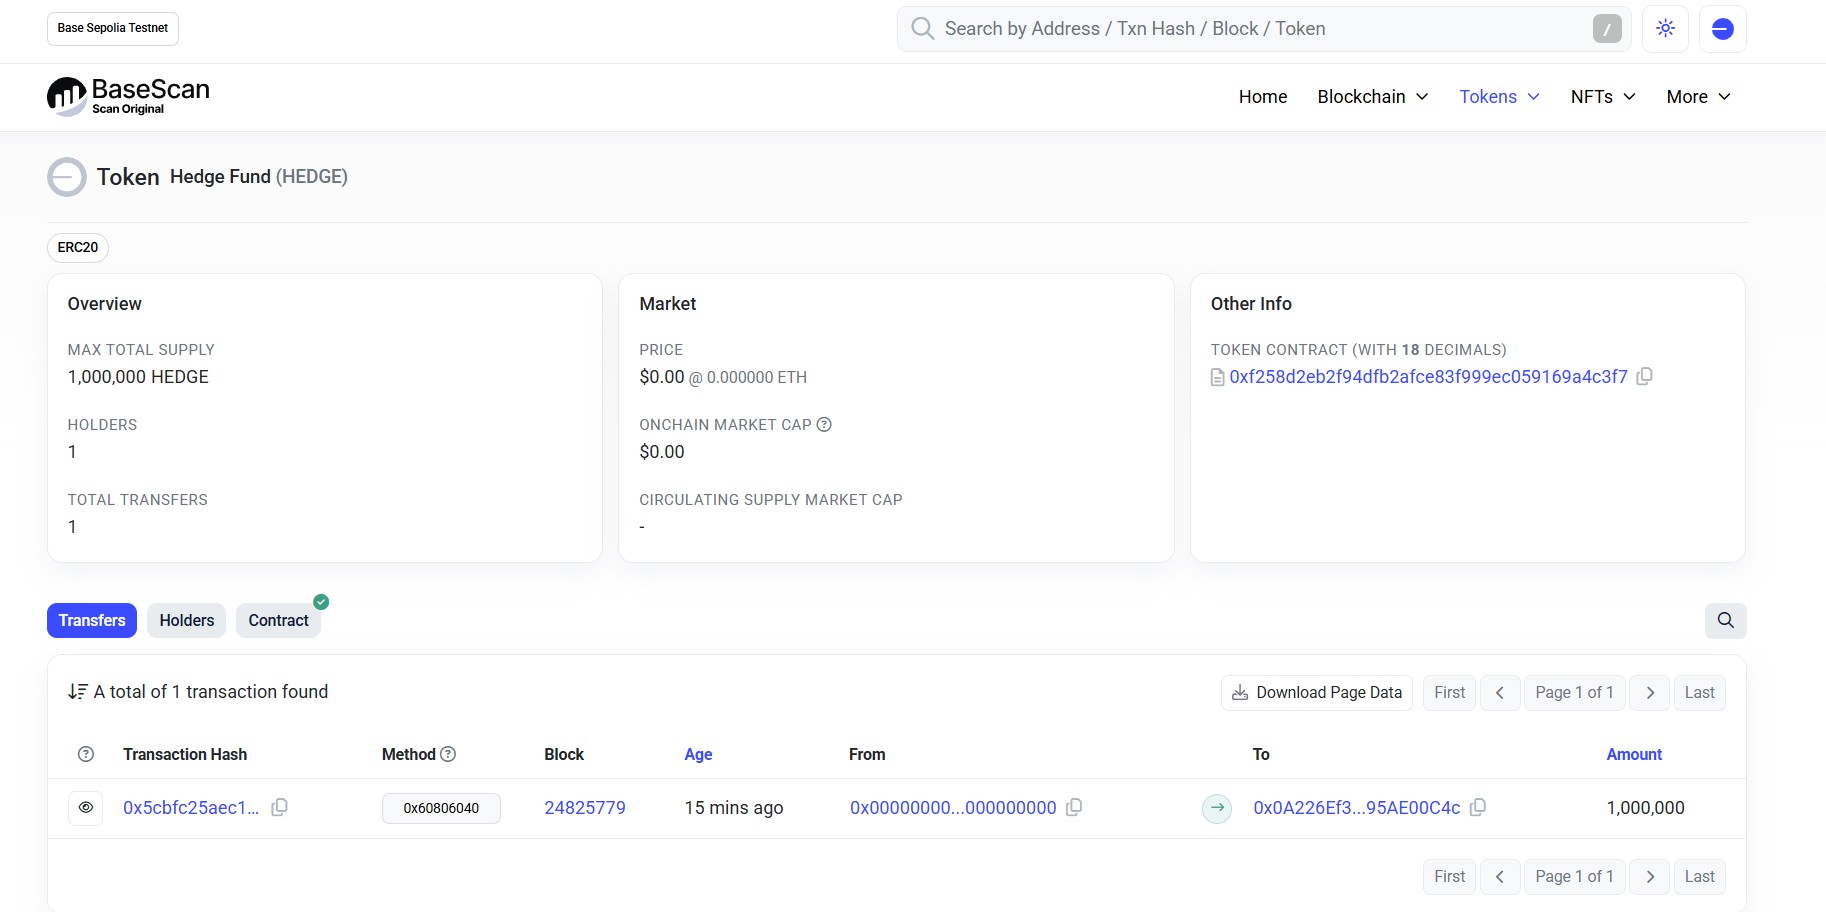 Base Sepolia Testnet
Search by Address / Txn Hash / Block / Token
/
BaseScan
Scan Original
Home Blockchain Tokens NFTs More
Token Hedge Fund (HEDGE)
ERC20
Overview
MAX TOTAL SUPPLY
1,000,000 HEDGE
HOLDERS
1
TOTAL TRANSFERS
1
Market
PRICE
$0.00 @ 0.000000 ETH
ONCHAIN MARKET CAP
$0.00
CIRCULATING SUPPLY MARKET CAP
-
Other Info
TOKEN CONTRACT (WITH 18 DECIMALS)
0xf258d2eb2f94dfb2afce83f999ec059169a4c3f7
Transfers Holders Contract
A total of 1 transaction found
Download Page Data First Page 1 of 1 Last
Transaction Hash Method Block Age From To Amount
0x5cbfc25aec1... 0x60806040 24825779 15 mins ago 0x00000000...000000000 0x0A226Ef3...95AE00C4c 1,000,000
First Page 1 of 1 Last